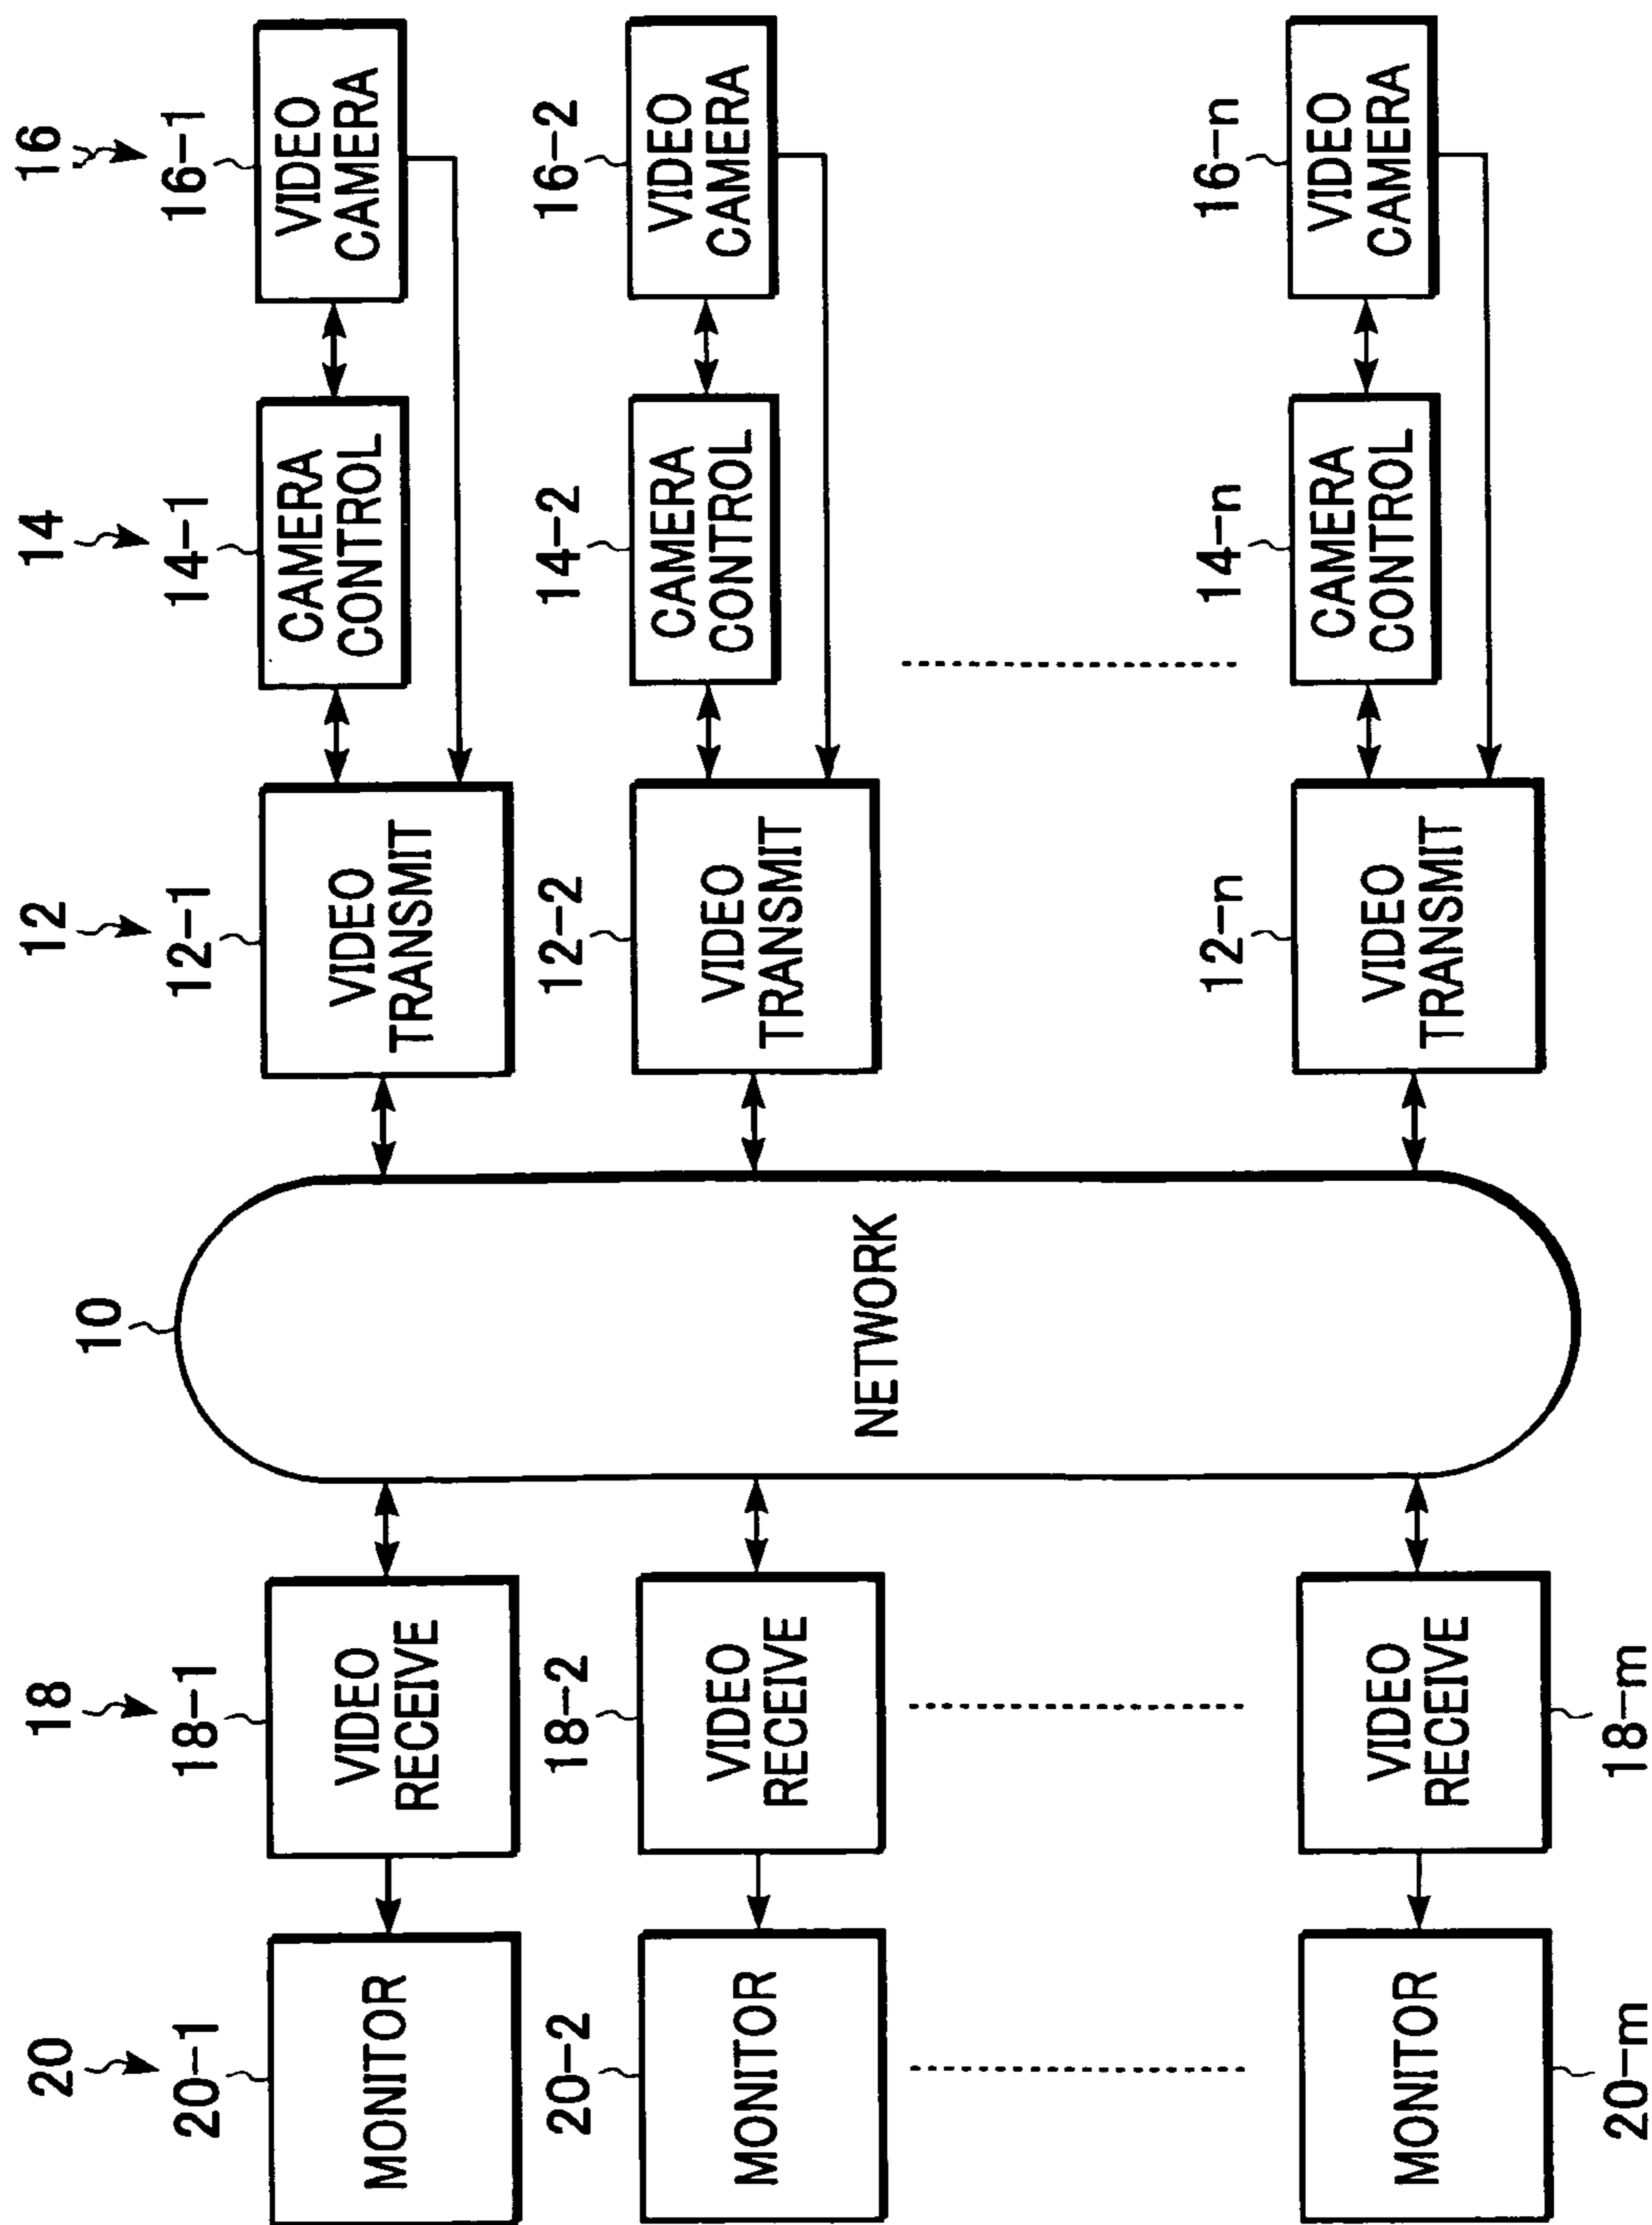 20
20-1
MONITOR
18
18-1
VIDEO
RECEIVE
10
NETWORK
12
12-1
VIDEO
TRANSMIT
14
14-1
CAMERA
CONTROL
16
16-1
VIDEO
CAMERA
20-2
MONITOR
18-2
VIDEO
RECEIVE
12-2
VIDEO
TRANSMIT
14-2
CAMERA
CONTROL
16-2
VIDEO
CAMERA
MONITOR
20-m
VIDEO
RECEIVE
18-m
12-n
VIDEO
TRANSMIT
14-n
CAMERA
CONTROL
16-n
VIDEO
CAMERA